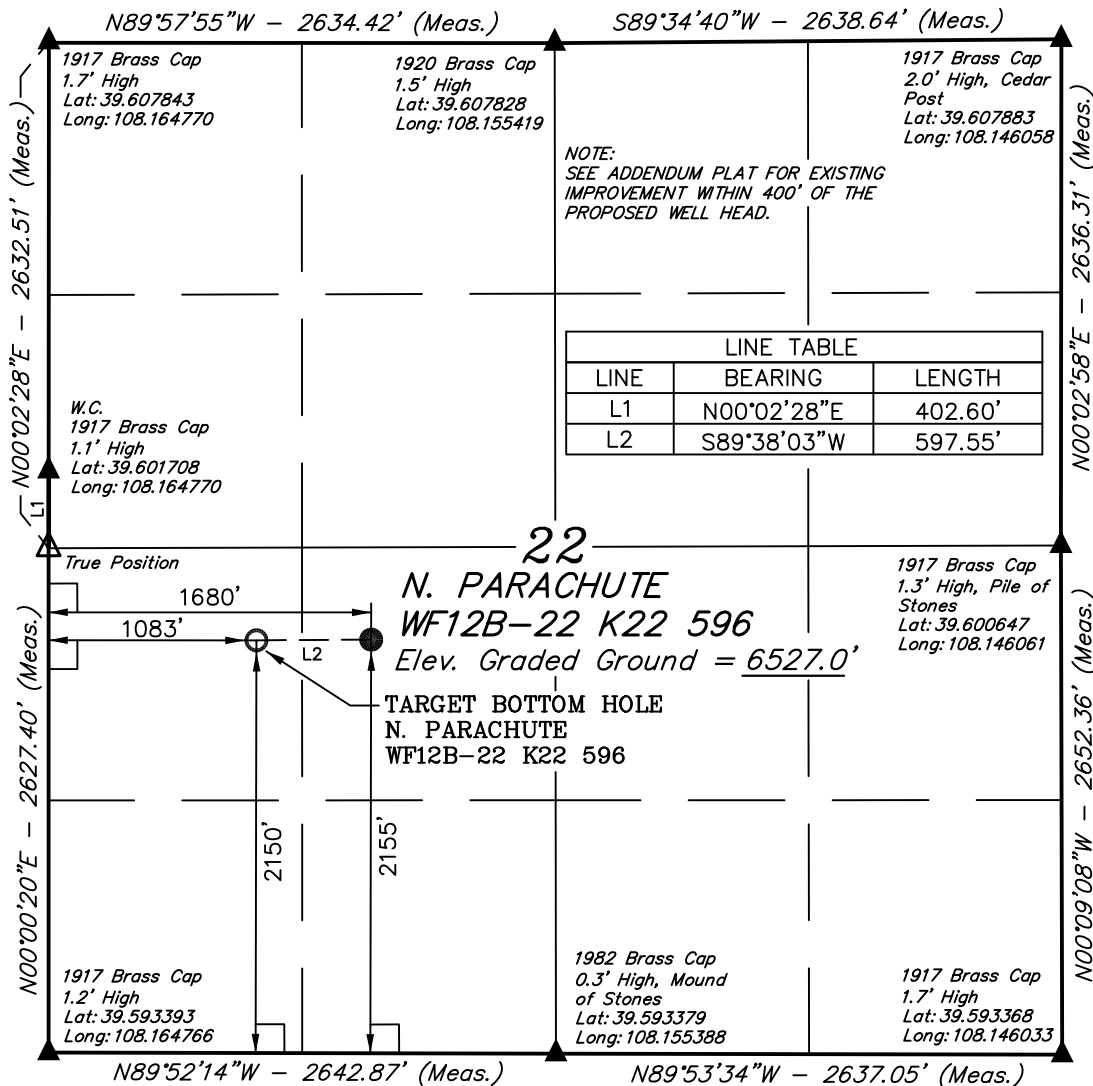 N89°57'55"W - 2634.42' (Meas.)
S89°34'40"W - 2638.64' (Meas.)
1917 Brass Cap
1.7' High
Lat: 39.607843
Long: 108.164770
1920 Brass Cap
1.5' High
Lat: 39.607828
Long: 108.155419
1917 Brass Cap
2.0' High, Cedar
Post
Lat: 39.607883
Long: 108.146058
N00°02'28"E - 2632.51' (Meas.)
N00°02'58"E - 2636.31' (Meas.)
NOTE:
SEE ADDENDUM PLAT FOR EXISTING
IMPROVEMENT WITHIN 400' OF THE
PROPOSED WELL HEAD.
LINE TABLE
LINE BEARING LENGTH
L1 N00°02'28"E 402.60'
L2 S89°38'03"W 597.55'
W.C.
1917 Brass Cap
1.1' High
Lat: 39.601708
Long: 108.164770
L1
True Position
22
N. PARACHUTE
WF12B-22 K22 596
Elev. Graded Ground = 6527.0'
1680'
1083'
L2
1917 Brass Cap
1.3' High, Pile of
Stones
Lat: 39.600647
Long: 108.146061
TARGET BOTTOM HOLE
N. PARACHUTE
WF12B-22 K22 596
2150'
2155'
N00°00'20"E - 2627.40' (Meas.)
N00°09'08"W - 2652.36' (Meas.)
1917 Brass Cap
1.2' High
Lat: 39.593393
Long: 108.164766
1982 Brass Cap
0.3' High, Mound
of Stones
Lat: 39.593379
Long: 108.155388
1917 Brass Cap
1.7' High
Lat: 39.593368
Long: 108.146033
N89°52'14"W - 2642.87' (Meas.)
N89°53'34"W - 2637.05' (Meas.)